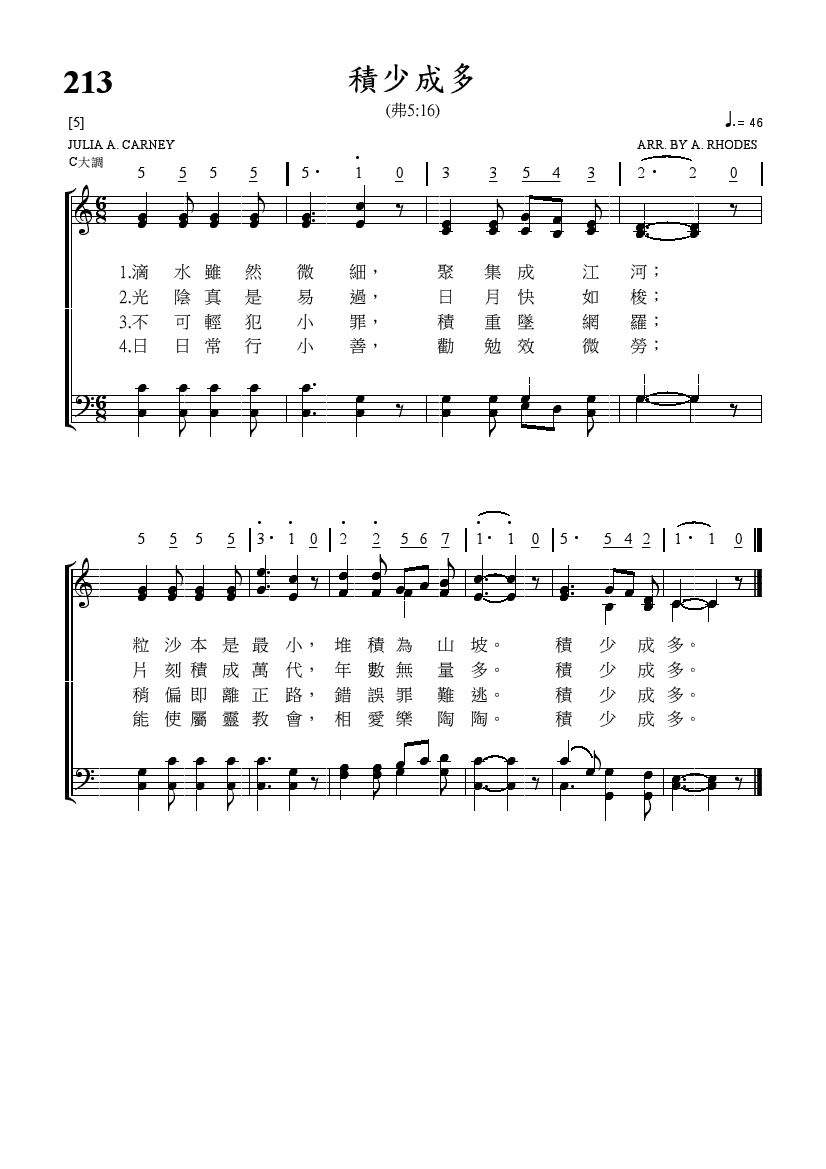 213
積少成多
(弗5:16)
[5]
♩. = 46
JULIA A. CARNEY
ARR. BY A. RHODES
C大調
5 5 5 5 | 5· 1 0 | 3 3 5 4 3 | 2· 2 0 |
1.滴水雖然微細，聚集成江河；
2.光陰真是易過，日月快如梭；
3.不可輕犯小罪，積重墜網羅；
4.日日常行小善，勸勉效微勞；
5 5 5 5 | 3· 1 0 | 2 2 5 6 7 | 1· 1 0 | 5· 5 4 2 | 1· 1 0
粒沙本是最小，堆積為山坡。積少成多。
片刻積成萬代，年數無量多。積少成多。
稍偏即離正路，錯誤罪難逃。積少成多。
能使屬靈教會，相愛樂陶陶。積少成多。